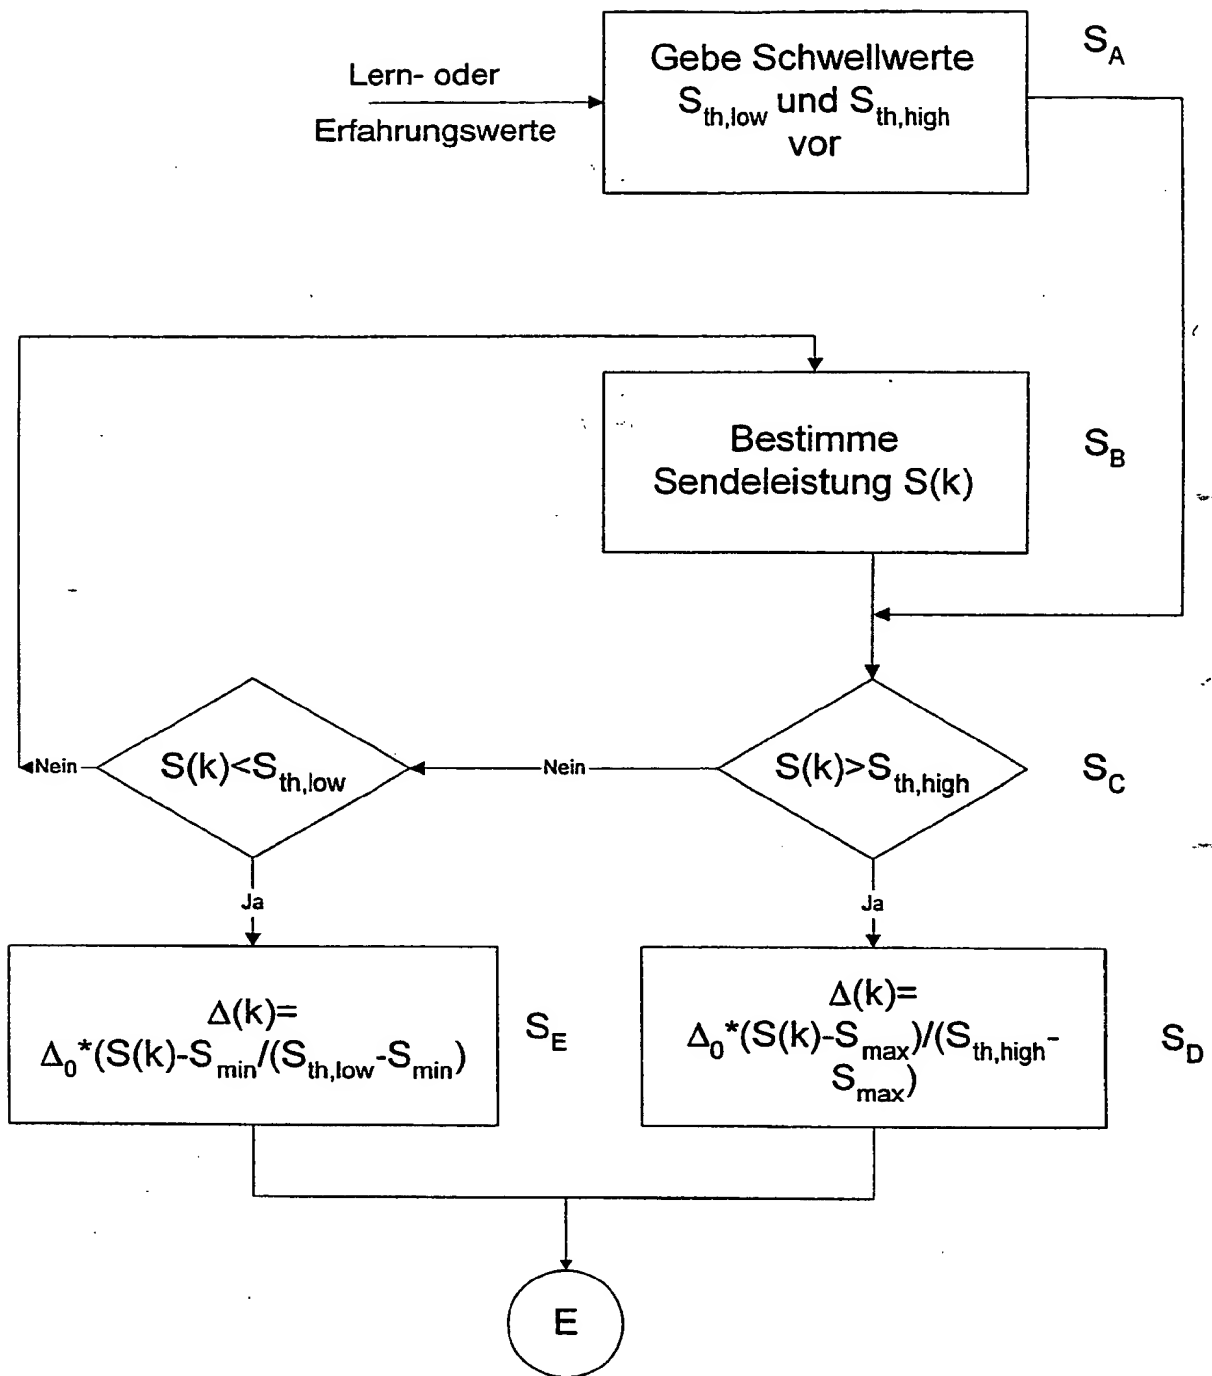 Gebe Schwellwerte
S_th,low und S_th,high
vor
S_A
Lern- oder
Erfahrungswerte
Bestimme
Sendeleistung S(k)
S_B
Nein
S(k)<S_th,low
Nein
S(k)>S_th,high
S_C
Ja
Ja
Δ(k)=
Δ_0*(S(k)-S_min/(S_th,low-S_min)
S_E
Δ(k)=
Δ_0*(S(k)-S_max)/(S_th,high-
S_max)
S_D
E